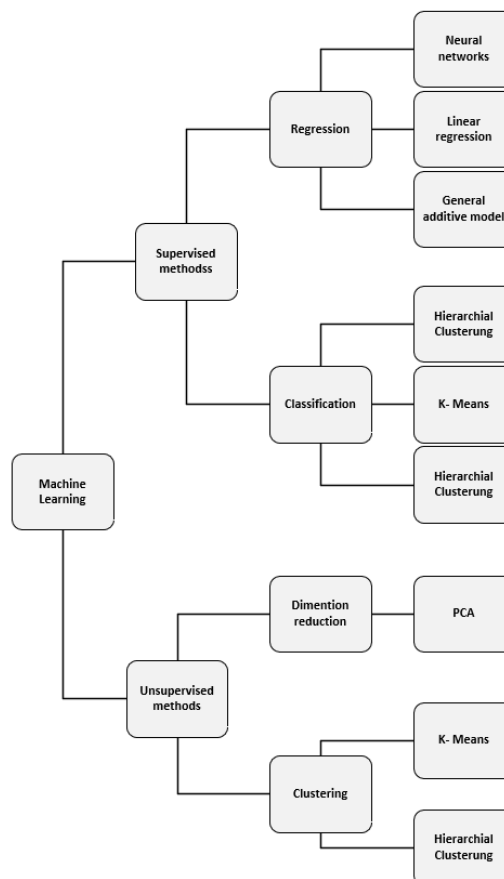 Neural
networks
Linear
regression
Regression
General
additive model
Supervised
methodss
Hierarchial
Clusterung
Classification
K- Means
Hierarchial
Clusterung
Machine
Learning
Dimention
reduction
PCA
Unsupervised
methods
K- Means
Clustering
Hierarchial
Clusterung